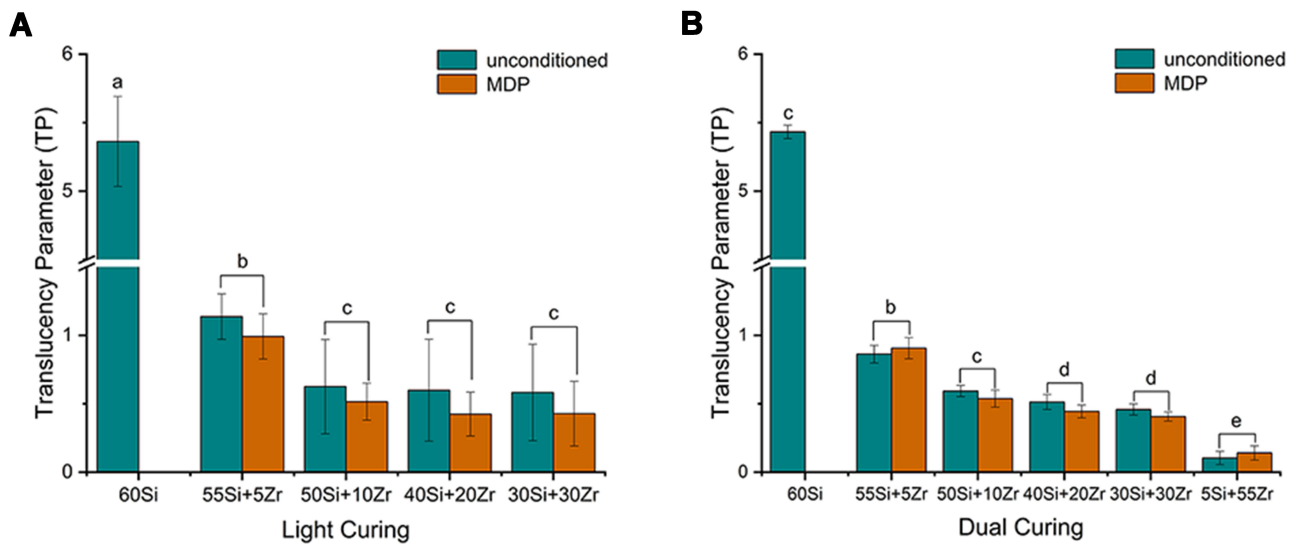 A
6
unconditioned
MDP
a
5
b
c
c
c
1
0
Translucency Parameter (TP)
60Si
55Si+5Zr
50Si+10Zr
40Si+20Zr
30Si+30Zr
Light Curing
B
6
unconditioned
MDP
c
5
b
c
d
d
e
1
0
Translucency Parameter (TP)
60Si
55Si+5Zr
50Si+10Zr
40Si+20Zr
30Si+30Zr
5Si+55Zr
Dual Curing